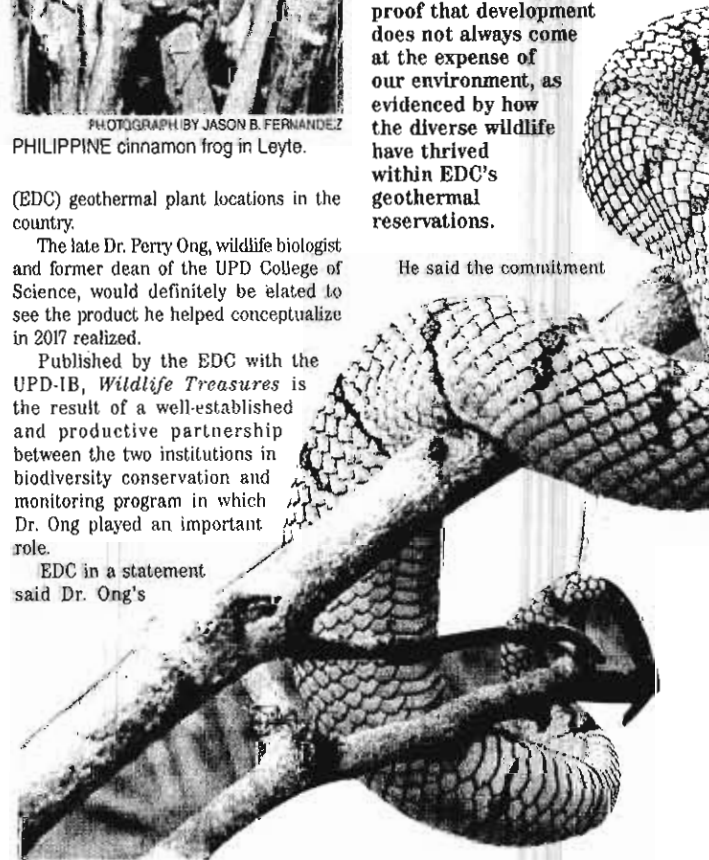 PHOTOGRAPH BY JASON B. FERNANDEZ
PHILIPPINE cinnamon frog in Leyte.
(EDC) geothermal plant locations in the
country.
The late Dr. Perry Ong, wildlife biologist
and former dean of the UPD College of
Science, would definitely be elated to
see the product he helped conceptualize
in 2017 realized.
Published by the EDC with the
UPD-IB, Wildlife Treasures is
the result of a well-established
and productive partnership
between the two institutions in
biodiversity conservation and
monitoring program in which
Dr. Ong played an important
role.
EDC in a statement
said Dr. Ong's
proof that development
does not always come
at the expense of
our environment, as
evidenced by how
the diverse wildlife
have thrived
within EDC's
geothermal
reservations.
He said the commitment